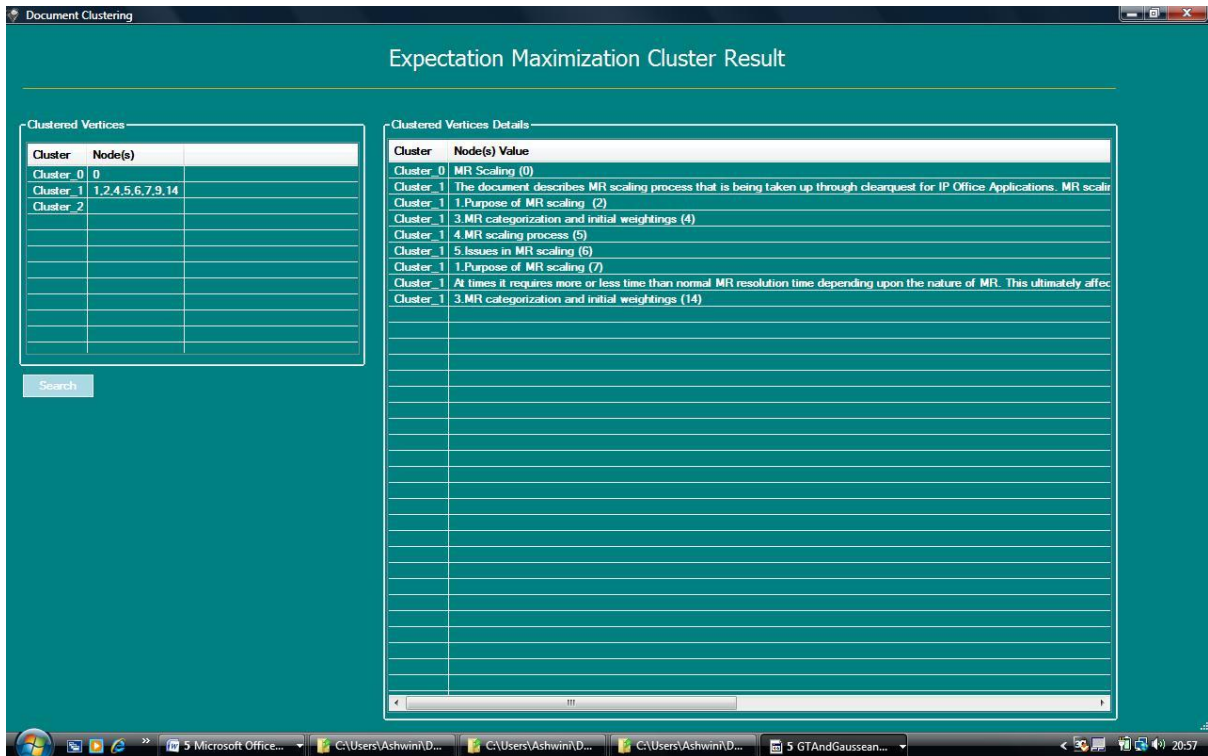 Document Clustering
Expectation Maximization Cluster Result
Clustered Vertices
Cluster Node(s)
Cluster_0 0
Cluster_1 1,2,4,5,6,7,9,14
Cluster_2
Search
Clustered Vertices Details
Cluster Node(s) Value
Cluster_0 MR Scaling (0)
Cluster_1 The document describes MR scaling process that is being taken up through clearquest for IP Office Applications. MR scalin
Cluster_1 1.Purpose of MR scaling (2)
Cluster_1 3.MR categorization and initial weightings (4)
Cluster_1 4.MR scaling process (5)
Cluster_1 5.Issues in MR scaling (6)
Cluster_1 1.Purpose of MR scaling (7)
Cluster_1 At times it requires more or less time than normal MR resolution time depending upon the nature of MR. This ultimately affec
Cluster_1 3.MR categorization and initial weightings (14)
5 Microsoft Office... C:\Users\Ashwini\D... C:\Users\Ashwini\D... C:\Users\Ashwini\D... 5 GTAndGaussean... 20:57